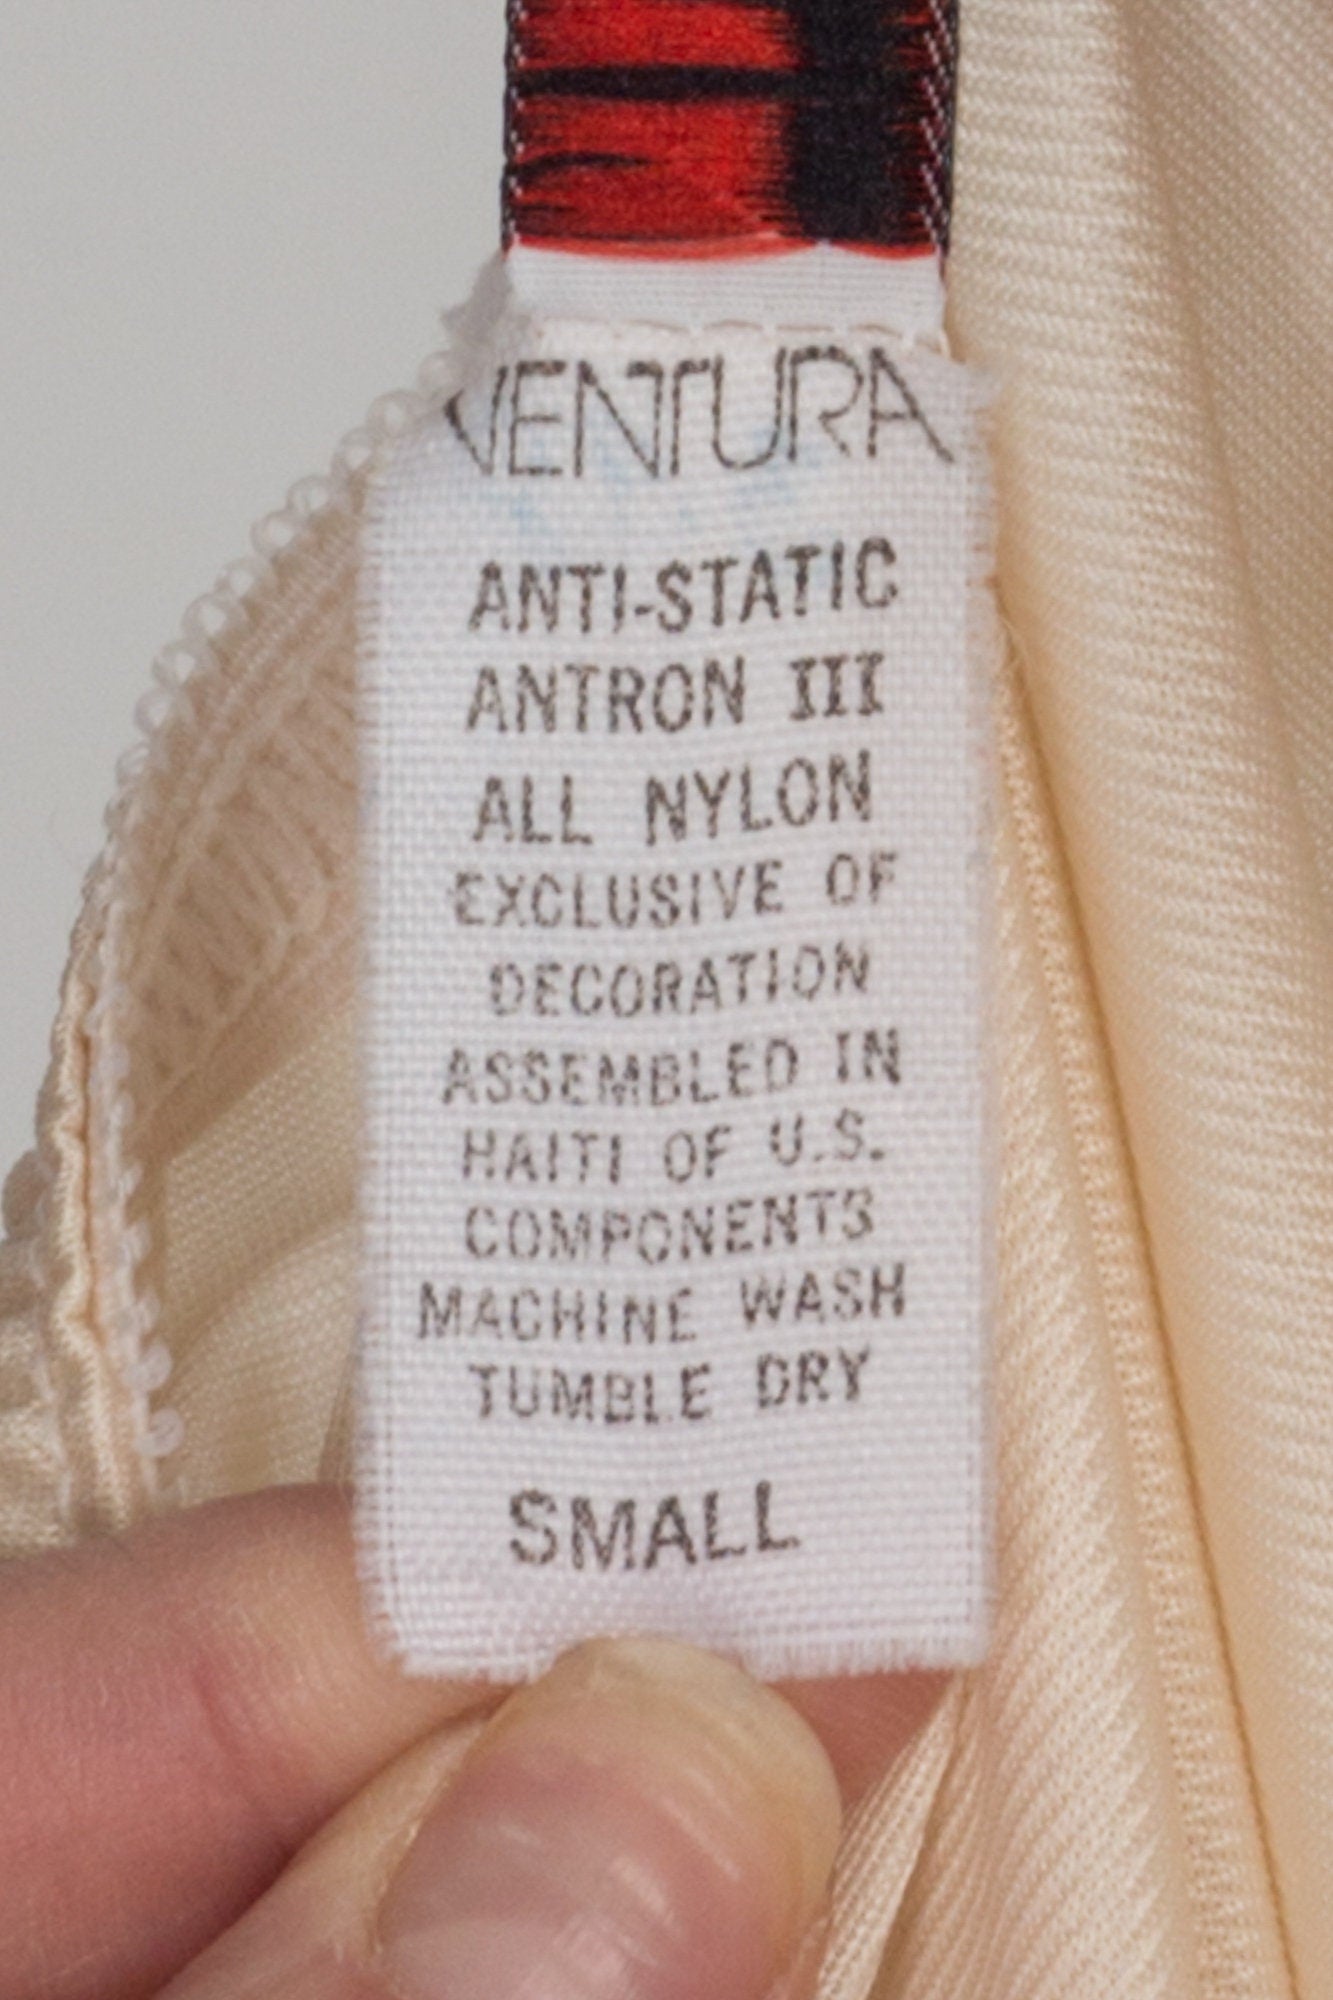 VENTURA
ANTI-STATIC
ANTRON III
ALL NYLON
EXCLUSIVE OF
DECORATION
ASSEMBLED IN
HAITI OF U.S.
COMPONENTS
MACHINE WASH
TUMBLE DRY
SMALL